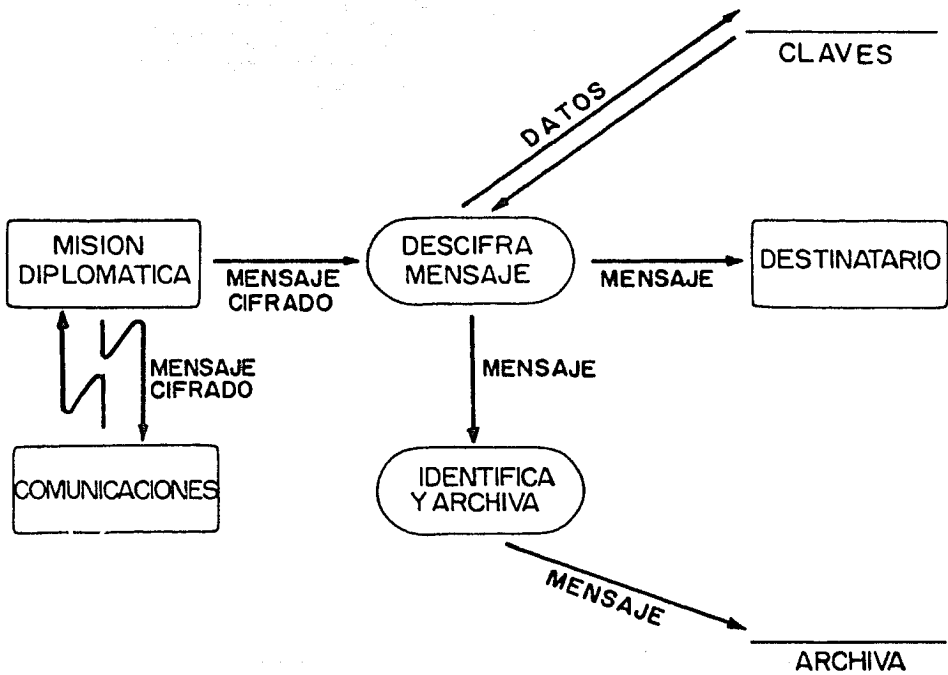 CLAVES
DATOS
MISION
DIPLOMATICA
MENSAJE
CIFRADO
DESCIFRA
MENSAJE
MENSAJE
DESTINATARIO
MENSAJE
CIFRADO
MENSAJE
COMUNICACIONES
IDENTIFICA
Y ARCHIVA
MENSAJE
ARCHIVA